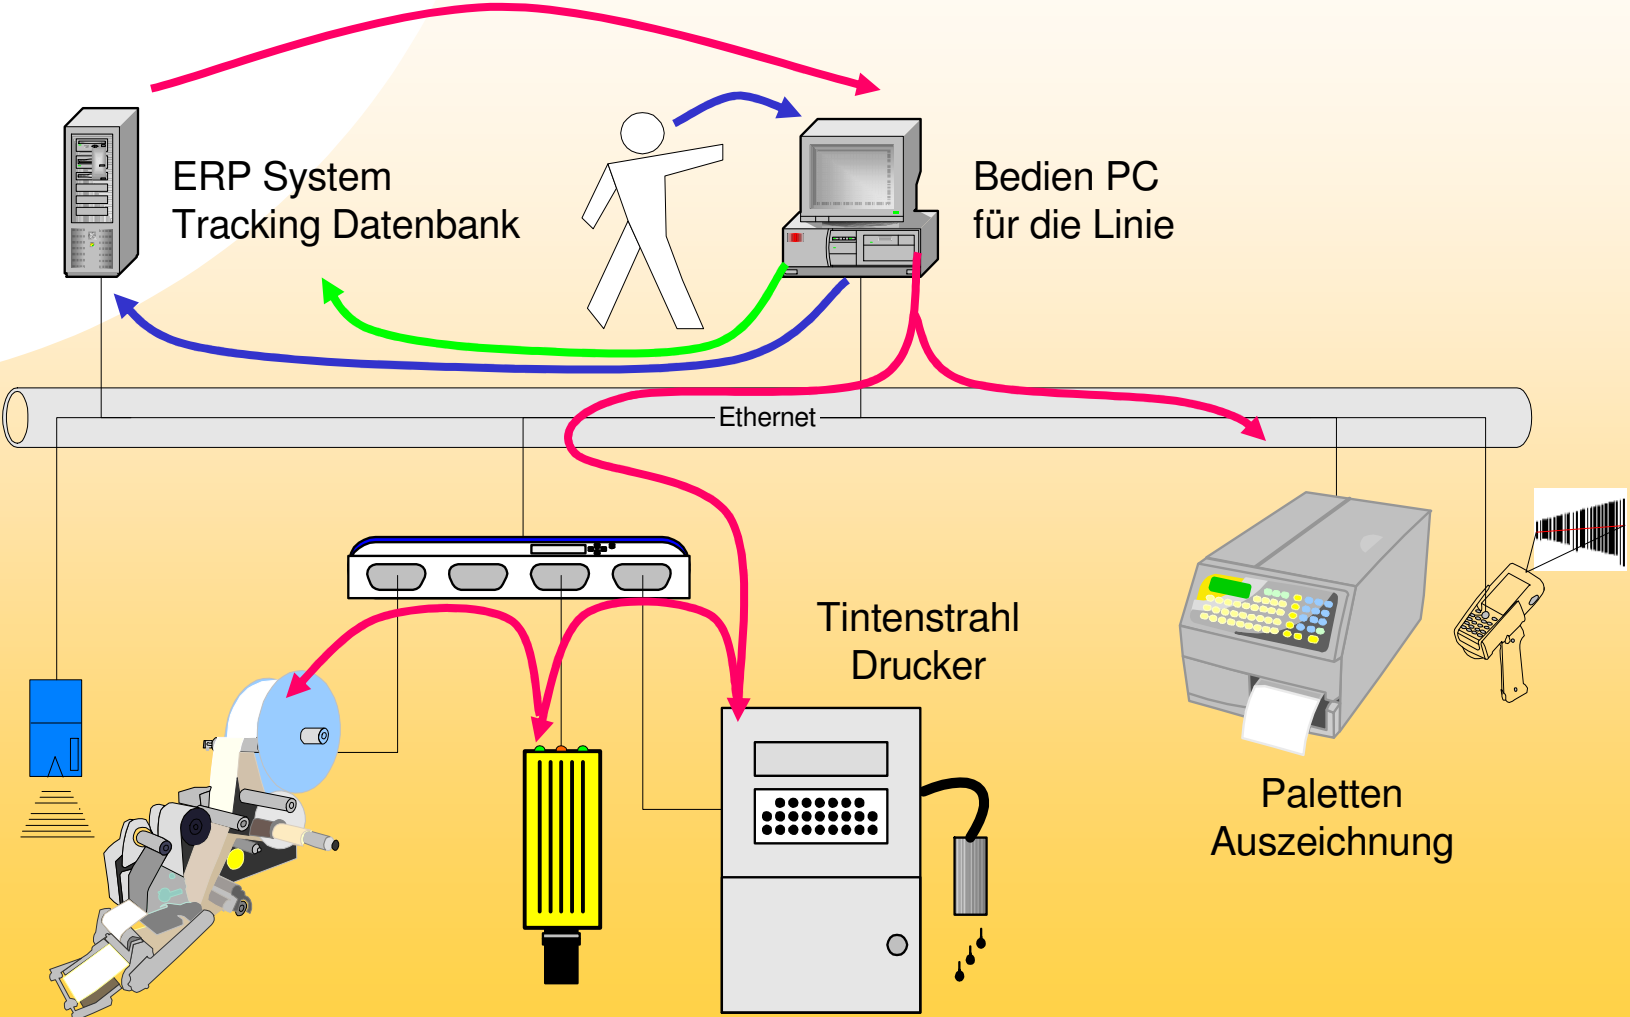 ERP System
Tracking Datenbank
Bedien PC
für die Linie
Ethernet
Tintenstrahl
Drucker
Paletten
Auszeichnung